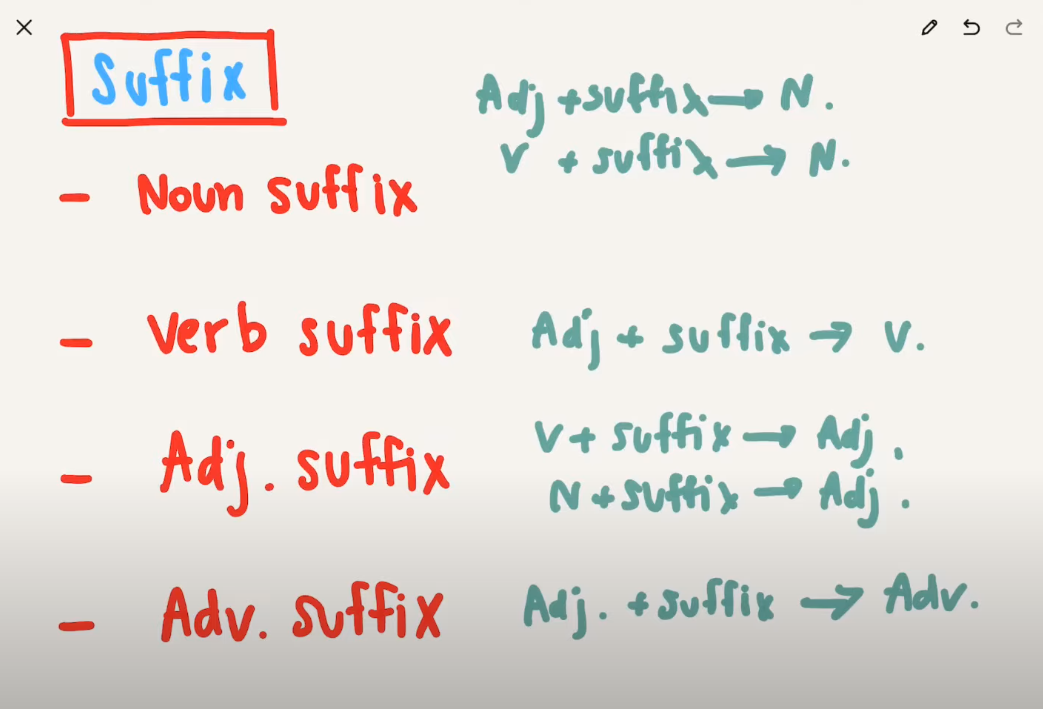 Suffix
Adj + suffix → N.
V + suffix → N.
- Noun suffix
- Verb suffix
Adj + suffix → V.
V + suffix → Adj.
- Adj. suffix
N + suffix → Adj.
- Adv. suffix
Adj. + suffix → Adv.